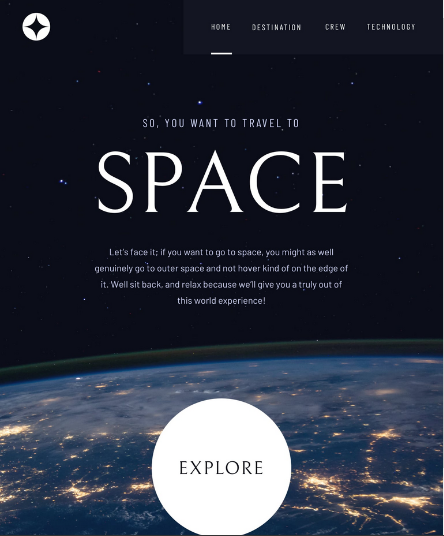 HOME DESTINATION CREW TECHNOLOGY
SO, YOU WANT TO TRAVEL TO
SPACE
Let's face it; if you want to go to space, you might as well
genuinely go to outer space and not hover kind of on the edge of
it. Well sit back, and relax because we'll give you a truly out of
this world experience!
EXPLORE